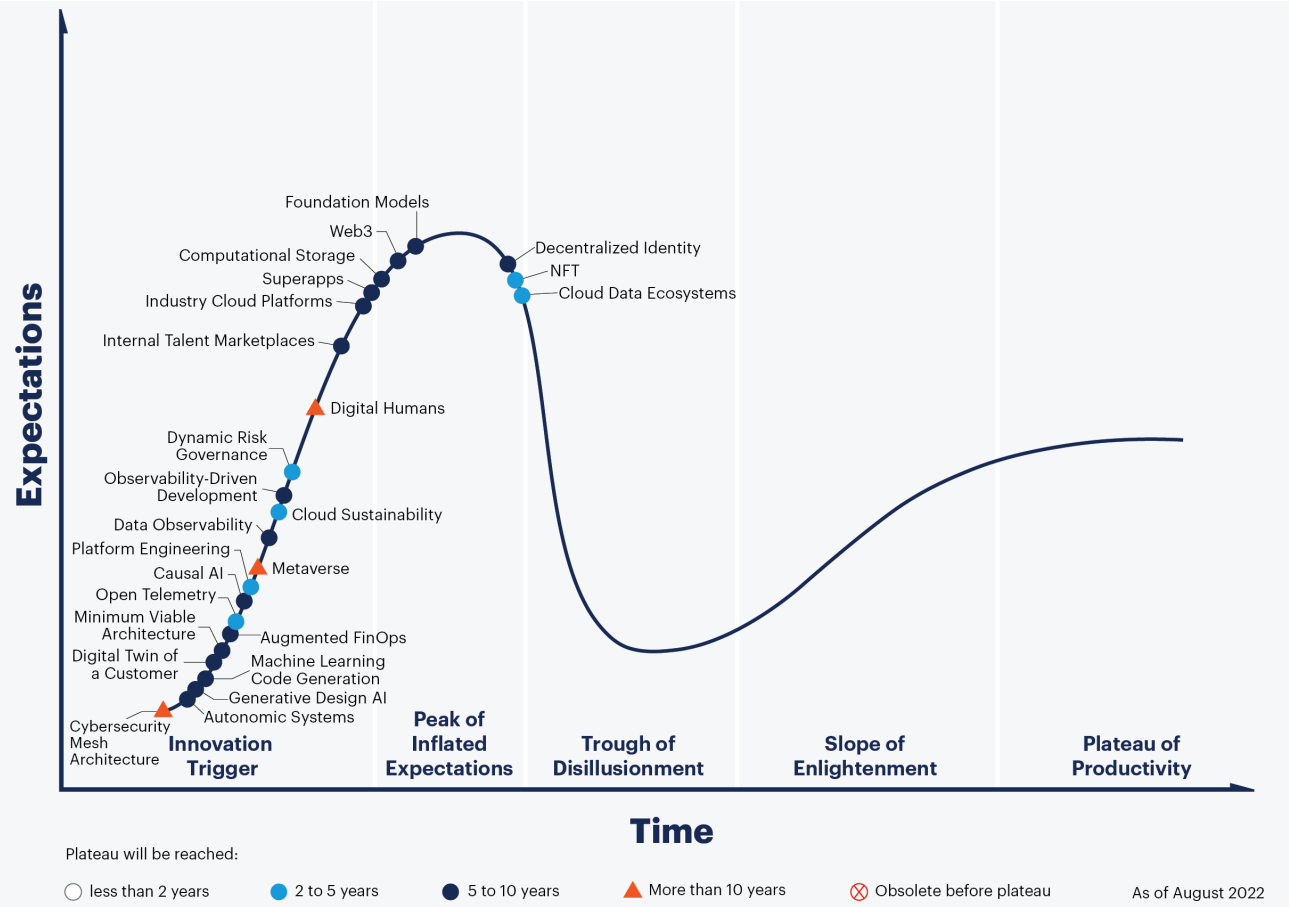 Expectations
Foundation Models
Web3
Computational Storage
Superapps
Industry Cloud Platforms
Internal Talent Marketplaces
Decentralized Identity
NFT
Cloud Data Ecosystems
Digital Humans
Dynamic Risk
Governance
Observability-Driven
Development
Cloud Sustainability
Data Observability
Platform Engineering
Metaverse
Causal AI
Open Telemetry
Minimum Viable
Architecture
Augmented FinOps
Digital Twin of
a Customer
Machine Learning
Code Generation
Generative Design AI
Autonomic Systems
Cybersecurity
Mesh
Architecture
Innovation
Trigger
Peak of
Inflated
Expectations
Trough of
Disillusionment
Slope of
Enlightenment
Plateau of
Productivity
Time
Plateau will be reached:
less than 2 years
2 to 5 years
5 to 10 years
More than 10 years
Obsolete before plateau
As of August 2022